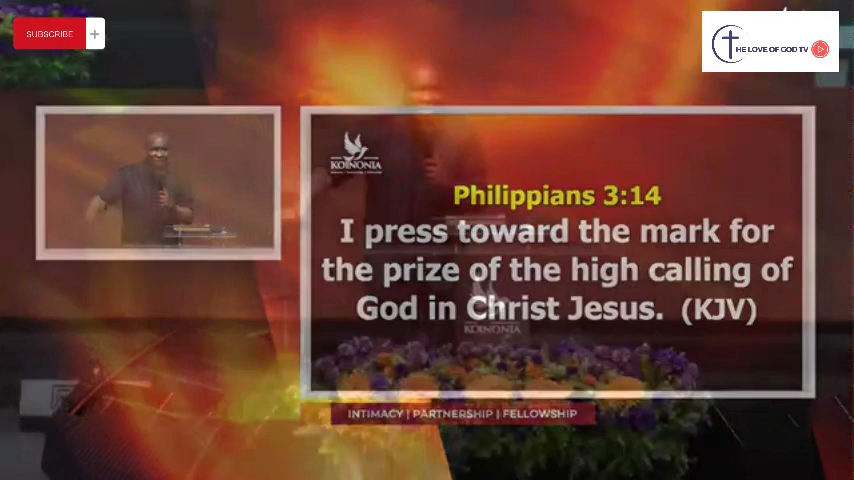 SUBSCRIBE
HE LOVE OF GOD TV
KOINONIA
Philippians 3:14
I press toward the mark for
the prize of the high calling of
God in Christ Jesus. (KJV)
KOINONIA
INTIMACY | PARTNERSHIP | FELLOWSHIP